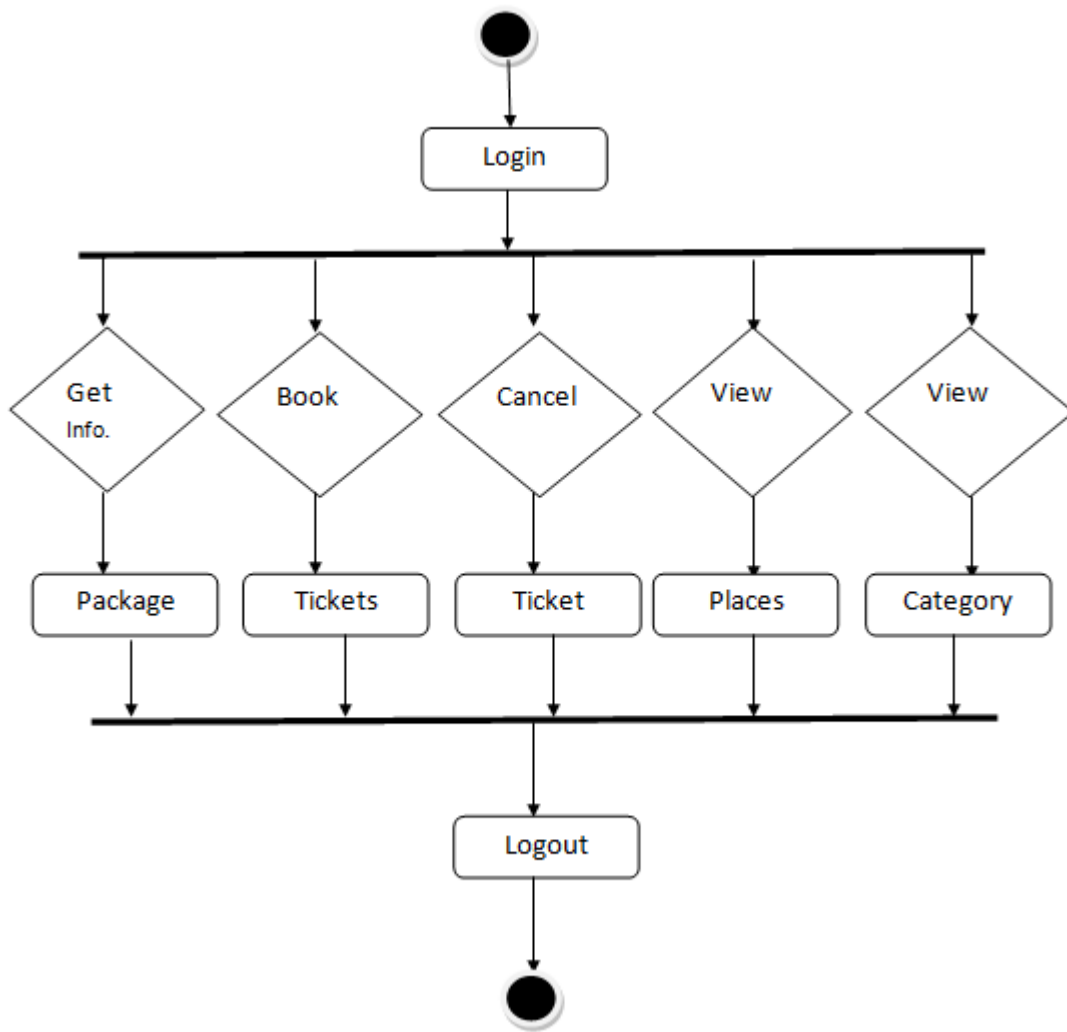 Login
Get
Info.
Book
Cancel
View
View
Package
Tickets
Ticket
Places
Category
Logout